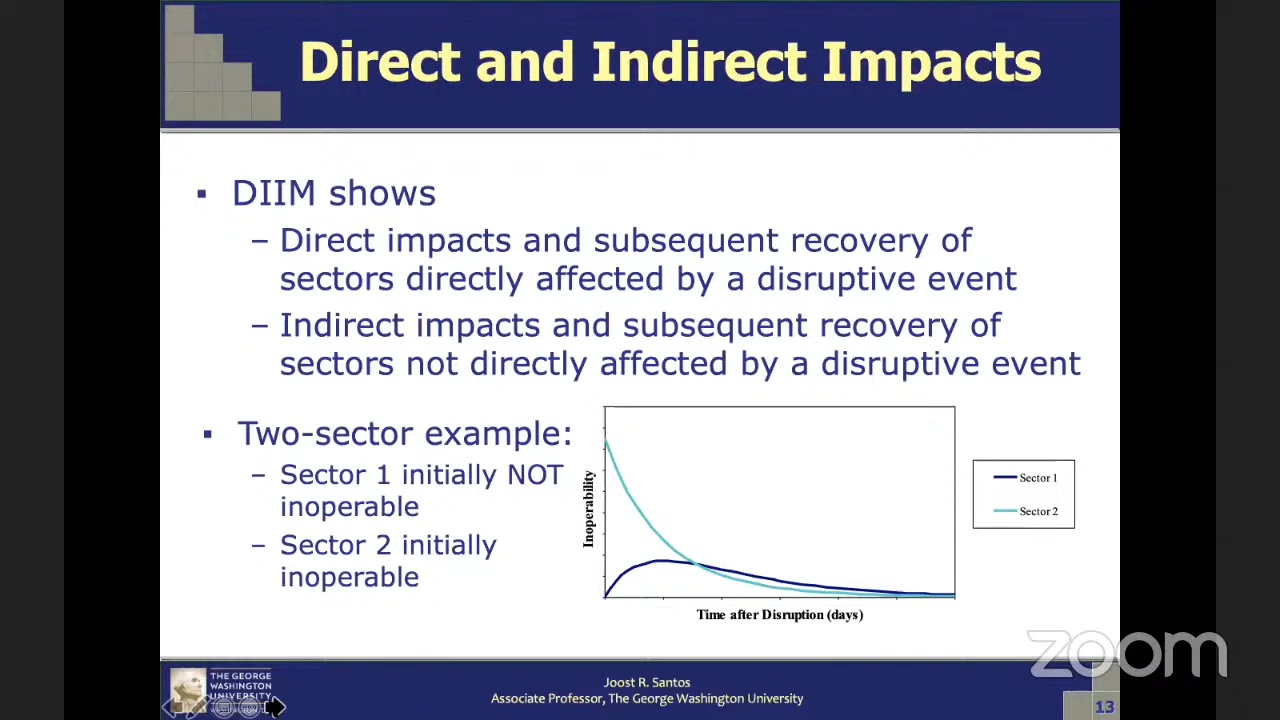 Direct and Indirect Impacts
▪ DIIM shows
– Direct impacts and subsequent recovery of
sectors directly affected by a disruptive event
– Indirect impacts and subsequent recovery of
sectors not directly affected by a disruptive event
▪ Two-sector example:
– Sector 1 initially NOT
inoperable
– Sector 2 initially
inoperable
Inoperability
Time after Disruption (days)
Sector 1
Sector 2
zoom
THE GEORGE
WASHINGTON
UNIVERSITY
Joost R. Santos
Associate Professor, The George Washington University
13